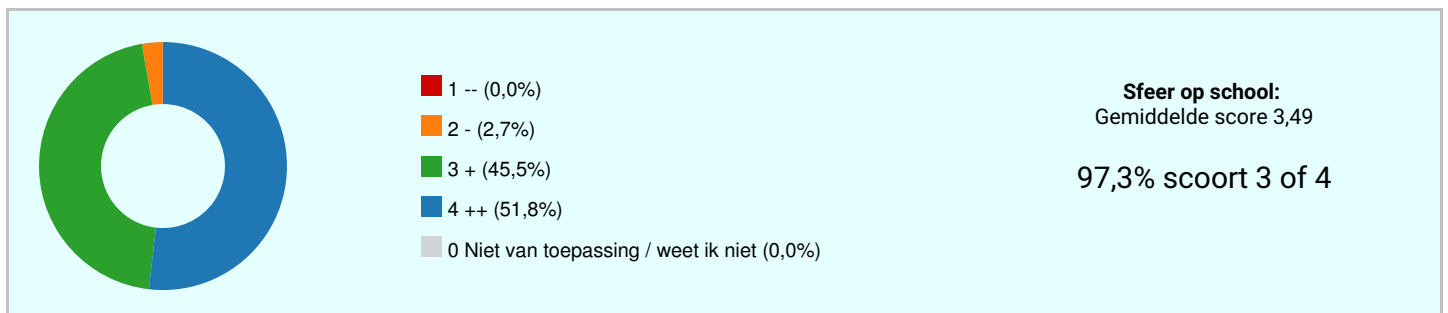 1 -- (0,0%)
2 - (2,7%)
3 + (45,5%)
4 ++ (51,8%)
0 Niet van toepassing / weet ik niet (0,0%)
Sfeer op school:
Gemiddelde score 3,49
97,3% scoort 3 of 4